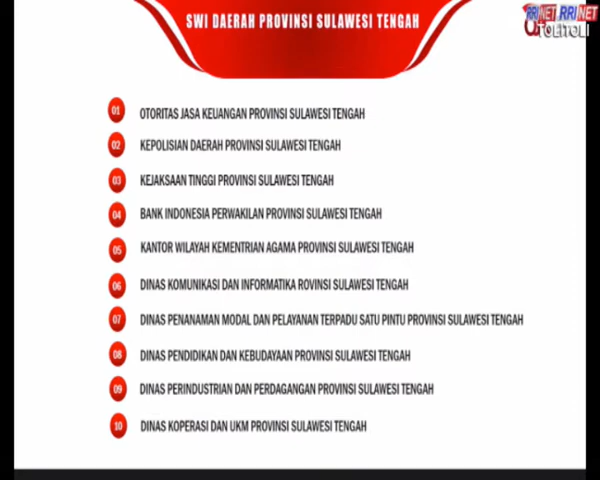 SWI DAERAH PROVINSI SULAWESI TENGAH
RRI NET RRI NET
TOLITOLI
01 OTORITAS JASA KEUANGAN PROVINSI SULAWESI TENGAH
02 KEPOLISIAN DAERAH PROVINSI SULAWESI TENGAH
03 KEJAKSAAN TINGGI PROVINSI SULAWESI TENGAH
04 BANK INDONESIA PERWAKILAN PROVINSI SULAWESI TENGAH
05 KANTOR WILAYAH KEMENTRIAN AGAMA PROVINSI SULAWESI TENGAH
06 DINAS KOMUNIKASI DAN INFORMATIKA ROVINSI SULAWESI TENGAH
07 DINAS PENANAMAN MODAL DAN PELAYANAN TERPADU SATU PINTU PROVINSI SULAWESI TENGAH
08 DINAS PENDIDIKAN DAN KEBUDAYAAN PROVINSI SULAWESI TENGAH
09 DINAS PERINDUSTRIAN DAN PERDAGANGAN PROVINSI SULAWESI TENGAH
10 DINAS KOPERASI DAN UKM PROVINSI SULAWESI TENGAH